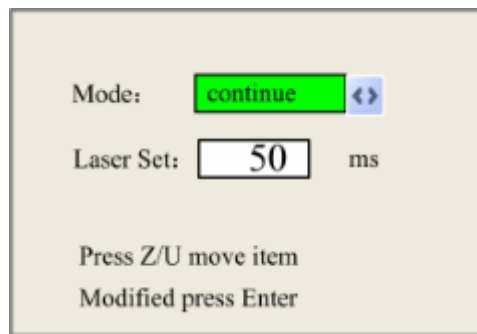 Mode： continue
Laser Set： 50 ms
Press Z/U move item
Modified press Enter